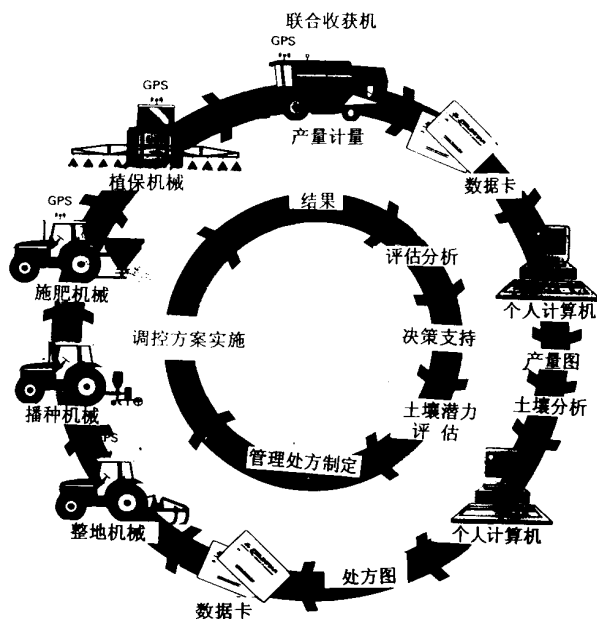 联合收获机
GPS
GPS
产量计量
植保机械
数据卡
GPS
结果
评估分析
施肥机械
个人计算机
调控方案实施
决策支持
产量图
播种机械
土壤潜力
评估
土壤分析
管理处方制定
整地机械
个人计算机
处方图
数据卡